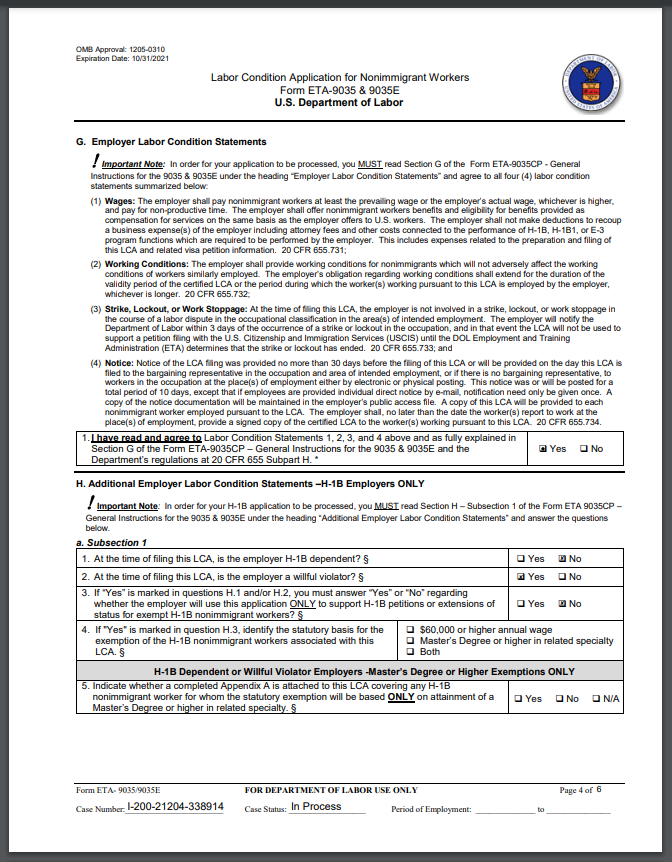 OMB Approval: 1205-0310
Expiration Date: 10/31/2021
Labor Condition Application for Nonimmigrant Workers
Form ETA-9035 & 9035E
U.S. Department of Labor
G. Employer Labor Condition Statements
! Important Note: In order for your application to be processed, you MUST read Section G of the Form ETA-9035CP - General
Instructions for the 9035 & 9035E under the heading “Employer Labor Condition Statements” and agree to all four (4) labor condition
statements summarized below:
(1) Wages: The employer shall pay nonimmigrant workers at least the prevailing wage or the employer's actual wage, whichever is higher,
and pay for non-productive time. The employer shall offer nonimmigrant workers benefits and eligibility for benefits provided as
compensation for services on the same basis as the employer offers to U.S. workers. The employer shall not make deductions to recoup
a business expense(s) of the employer including attorney fees and other costs connected to the performance of H-1B, H-1B1, or E-3
program functions which are required to be performed by the employer. This includes expenses related to the preparation and filing of
this LCA and related visa petition information. 20 CFR 655.731;
(2) Working Conditions: The employer shall provide working conditions for nonimmigrants which will not adversely affect the working
conditions of workers similarly employed. The employer's obligation regarding working conditions shall extend for the duration of the
validity period of the certified LCA or the period during which the worker(s) working pursuant to this LCA is employed by the employer,
whichever is longer. 20 CFR 655.732;
(3) Strike, Lockout, or Work Stoppage: At the time of filing this LCA, the employer is not involved in a strike, lockout, or work stoppage in
the course of a labor dispute in the occupational classification in the area(s) of intended employment. The employer will notify the
Department of Labor within 3 days of the occurrence of a strike or lockout in the occupation, and in that event the LCA will not be used to
support a petition filing with the U.S. Citizenship and Immigration Services (USCIS) until the DOL Employment and Training
Administration (ETA) determines that the strike or lockout has ended. 20 CFR 655.733; and
(4) Notice: Notice of the LCA filing was provided no more than 30 days before the filing of this LCA or will be provided on the day this LCA is
filed to the bargaining representative in the occupation and area of intended employment, or if there is no bargaining representative, to
workers in the occupation at the place(s) of employment either by electronic or physical posting. This notice was or will be posted for a
total period of 10 days, except that if employees are provided individual direct notice by e-mail, notification need only be given once. A
copy of the notice documentation will be maintained in the employer's public access file. A copy of this LCA will be provided to each
nonimmigrant worker employed pursuant to the LCA. The employer shall, no later than the date the worker(s) report to work at the
place(s) of employment, provide a signed copy of the certified LCA to the worker(s) working pursuant to this LCA. 20 CFR 655.734.
1. I have read and agree to Labor Condition Statements 1, 2, 3, and 4 above and as fully explained in
Section G of the Form ETA-9035CP – General Instructions for the 9035 & 9035E and the
Department's regulations at 20 CFR 655 Subpart H. *
Yes No
H. Additional Employer Labor Condition Statements –H-1B Employers ONLY
! Important Note: In order for your H-1B application to be processed, you MUST read Section H – Subsection 1 of the Form ETA 9035CP –
General Instructions for the 9035 & 9035E under the heading “Additional Employer Labor Condition Statements” and answer the questions
below.
a. Subsection 1
1. At the time of filing this LCA, is the employer H-1B dependent? § Yes No
2. At the time of filing this LCA, is the employer a willful violator? § Yes No
3. If “Yes” is marked in questions H.1 and/or H.2, you must answer “Yes” or “No” regarding
whether the employer will use this application ONLY to support H-1B petitions or extensions of
status for exempt H-1B nonimmigrant workers? §
Yes No
4. If "Yes" is marked in question H.3, identify the statutory basis for the
exemption of the H-1B nonimmigrant workers associated with this
LCA. §
$60,000 or higher annual wage
Master's Degree or higher in related specialty
Both
H-1B Dependent or Willful Violator Employers -Master's Degree or Higher Exemptions ONLY
5. Indicate whether a completed Appendix A is attached to this LCA covering any H-1B
nonimmigrant worker for whom the statutory exemption will be based ONLY on attainment of a
Master's Degree or higher in related specialty. §
Yes No N/A
Form ETA- 9035/9035E FOR DEPARTMENT OF LABOR USE ONLY Page 4 of 6
Case Number: I-200-21204-338914 Case Status: In Process Period of Employment: to